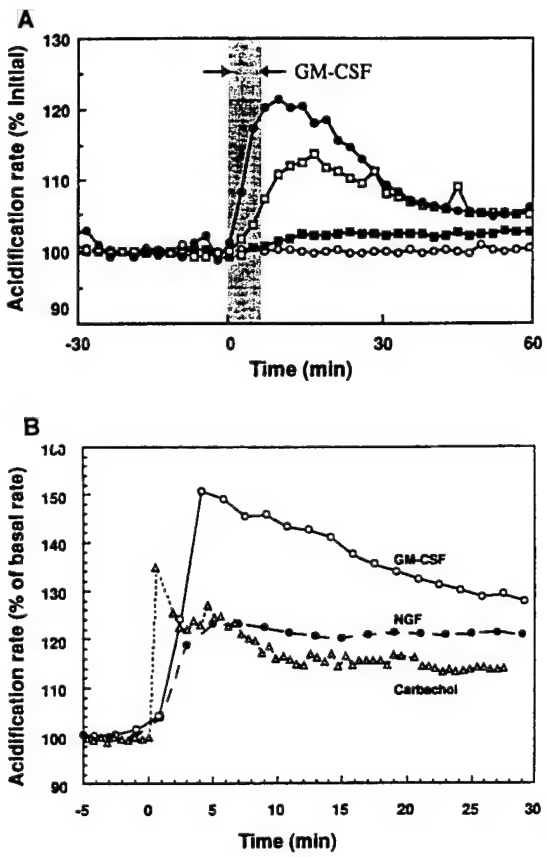 A
Acidification rate (% Initial)
130
120
110
100
90
GM-CSF
-30
0
30
60
Time (min)
B
Acidification rate (% of basal rate)
150
140
130
120
110
100
90
GM-CSF
NGF
Carbachol
-5
0
5
10
15
20
25
30
Time (min)